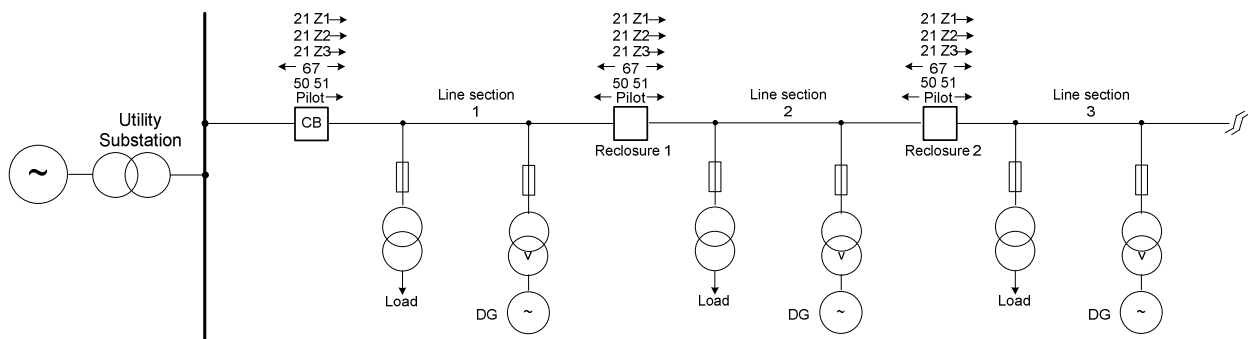 21 Z1
21 Z2
21 Z3
67
50 51
Pilot
CB
21 Z1
21 Z2
21 Z3
67
50 51
Pilot
Reclosure 1
21 Z1
21 Z2
21 Z3
67
50 51
Pilot
Reclosure 2
Utility
Substation
Line section
1
Line section
2
Line section
3
Load
DG
Load
DG
Load
DG